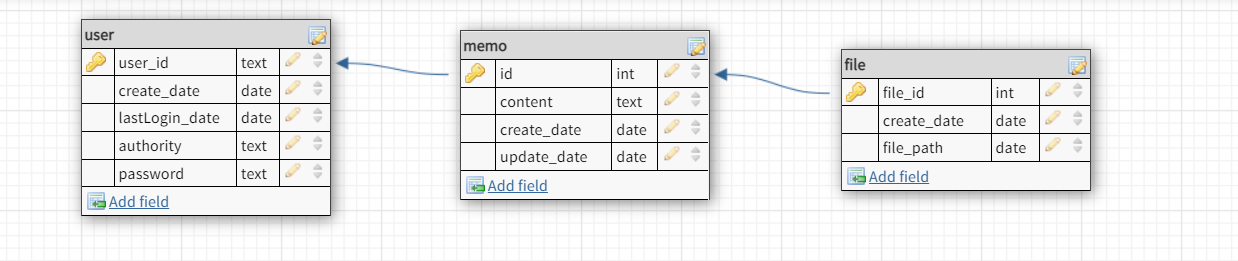 user
user_id text
create_date date
lastLogin_date date
authority text
password text
Add field
memo
id int
content text
create_date date
update_date date
Add field
file
file_id int
create_date date
file_path date
Add field